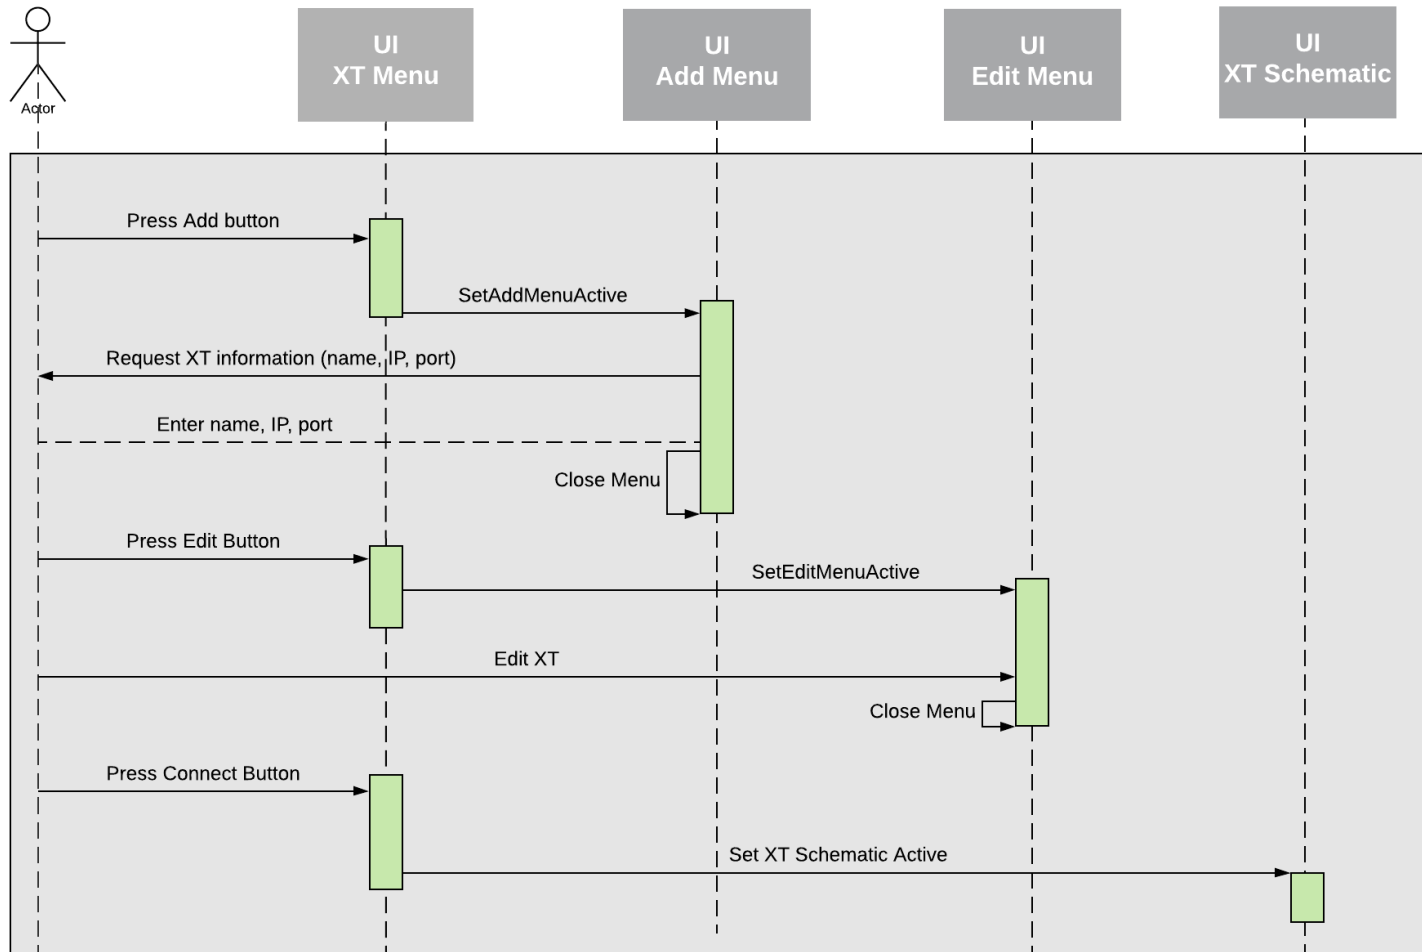 Actor
UI
XT Menu
UI
Add Menu
UI
Edit Menu
UI
XT Schematic
Press Add button
SetAddMenuActive
Request XT information (name, IP, port)
Enter name, IP, port
Close Menu
Press Edit Button
SetEditMenuActive
Edit XT
Close Menu
Press Connect Button
Set XT Schematic Active